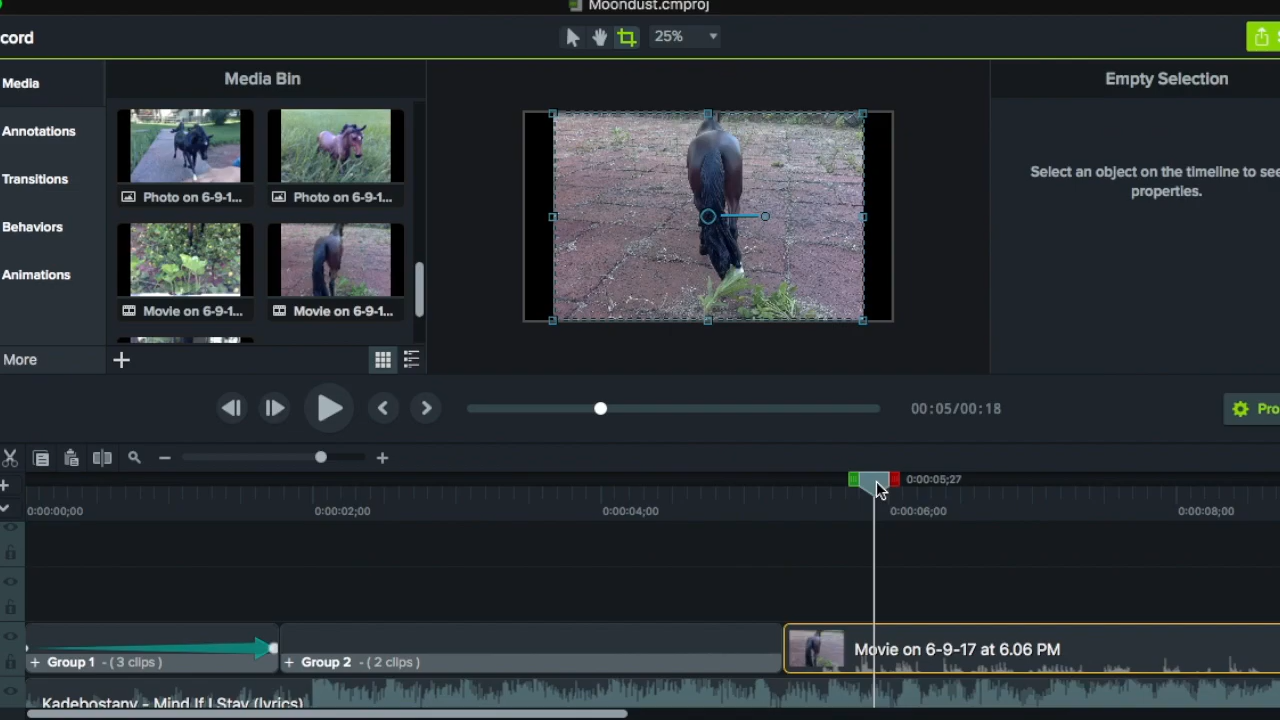 Moondust.cmproj
cord
25%
Media
Annotations
Transitions
Behaviors
Animations
More
Media Bin
Photo on 6-9-1...
Photo on 6-9-1...
Movie on 6-9-1...
Movie on 6-9-1...
Empty Selection
Select an object on the timeline to see
properties.
00:05/00:18
Pro
0:00:05;27
0:00:00;00
0:00:02;00
0:00:04;00
0:00:06;00
0:00:08;00
+ Group 1 - ( 3 clips )
+ Group 2 - ( 2 clips )
Movie on 6-9-17 at 6.06 PM
Kadebostany - Mind If I Stay (lyrics)